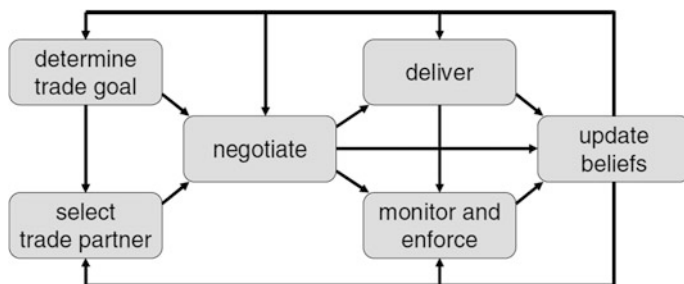 determine
trade goal
deliver
negotiate
update
beliefs
select
trade partner
monitor and
enforce